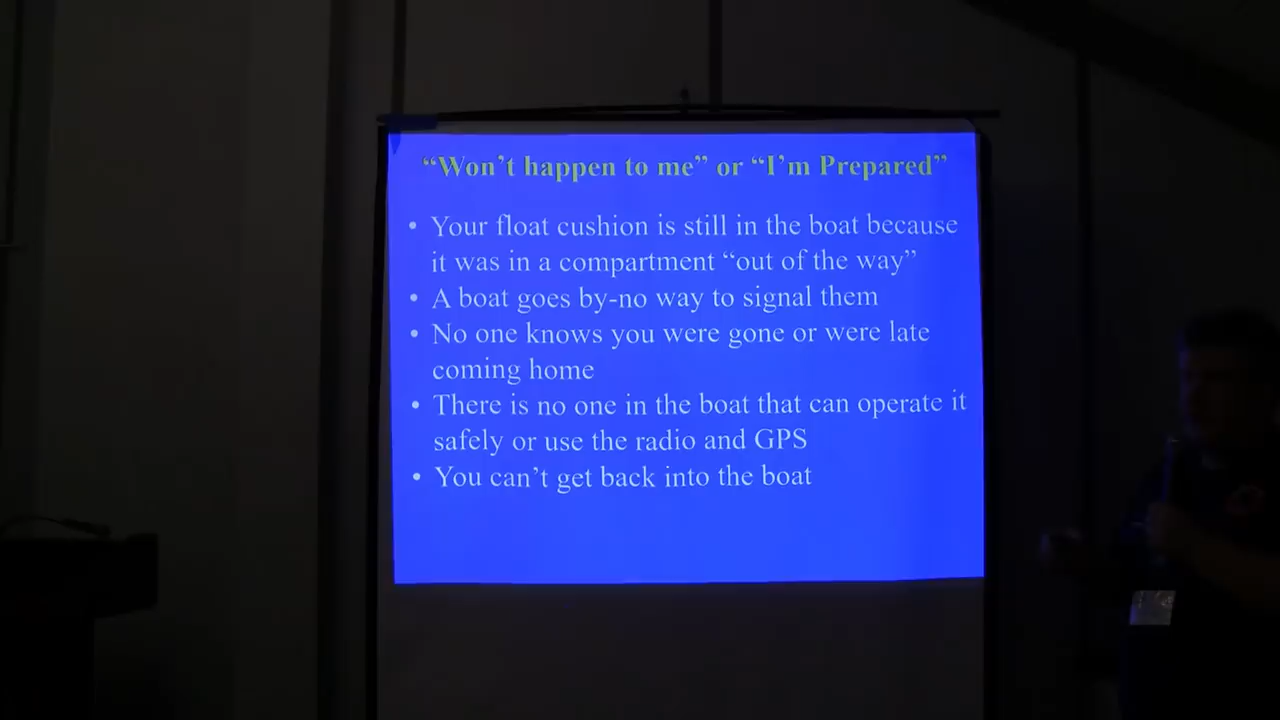 “Won’t happen to me” or “I’m Prepared”
• Your float cushion is still in the boat because
it was in a compartment “out of the way”
• A boat goes by-no way to signal them
• No one knows you were gone or were late
coming home
• There is no one in the boat that can operate it
safely or use the radio and GPS
• You can’t get back into the boat